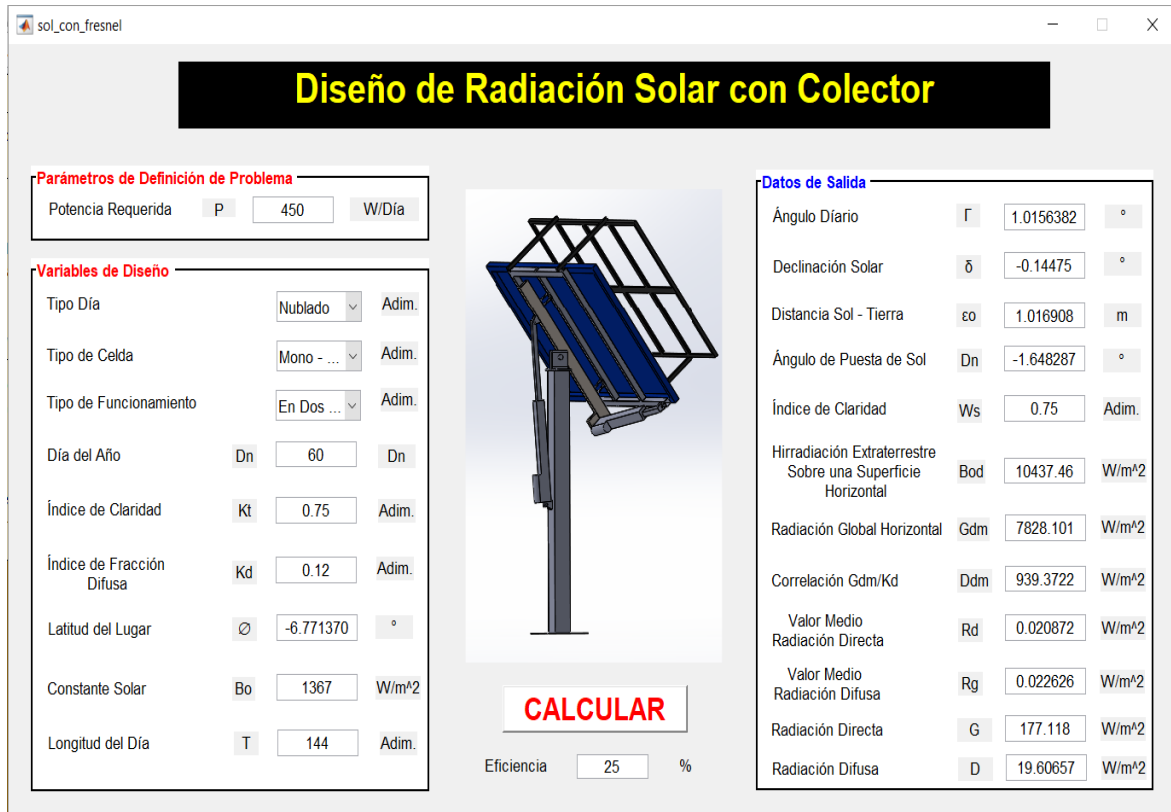 sol_con_fresnel
Diseño de Radiación Solar con Colector
Parámetros de Definición de Problema
Potencia Requerida P 450 W/Día
Variables de Diseño
Tipo Día Nublado Adim.
Tipo de Celda Mono - ... Adim.
Tipo de Funcionamiento En Dos ... Adim.
Día del Año Dn 60 Dn
Índice de Claridad Kt 0.75 Adim.
Índice de Fracción
Difusa Kd 0.12 Adim.
Latitud del Lugar ∅ -6.771370 °
Constante Solar Bo 1367 W/m^2
Longitud del Día T 144 Adim.
CALCULAR
Eficiencia 25 %
Datos de Salida
Ángulo Díario Γ 1.0156382 °
Declinación Solar δ -0.14475 °
Distancia Sol - Tierra εo 1.016908 m
Ángulo de Puesta de Sol Dn -1.648287 °
Índice de Claridad Ws 0.75 Adim.
Hirradiación Extraterrestre
Sobre una Superficie Bod 10437.46 W/m^2
Horizontal
Radiación Global Horizontal Gdm 7828.101 W/m^2
Correlación Gdm/Kd Ddm 939.3722 W/m^2
Valor Medio
Radiación Directa Rd 0.020872 W/m^2
Valor Medio
Radiación Difusa Rg 0.022626 W/m^2
Radiación Directa G 177.118 W/m^2
Radiación Difusa D 19.60657 W/m^2